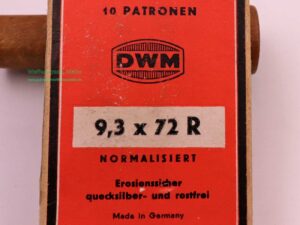 10 PATRONEN
DWM
9,3 x 72 R
NORMALISIERT
Erosionssicher
quecksilber- und rostfrei
Made in Germany